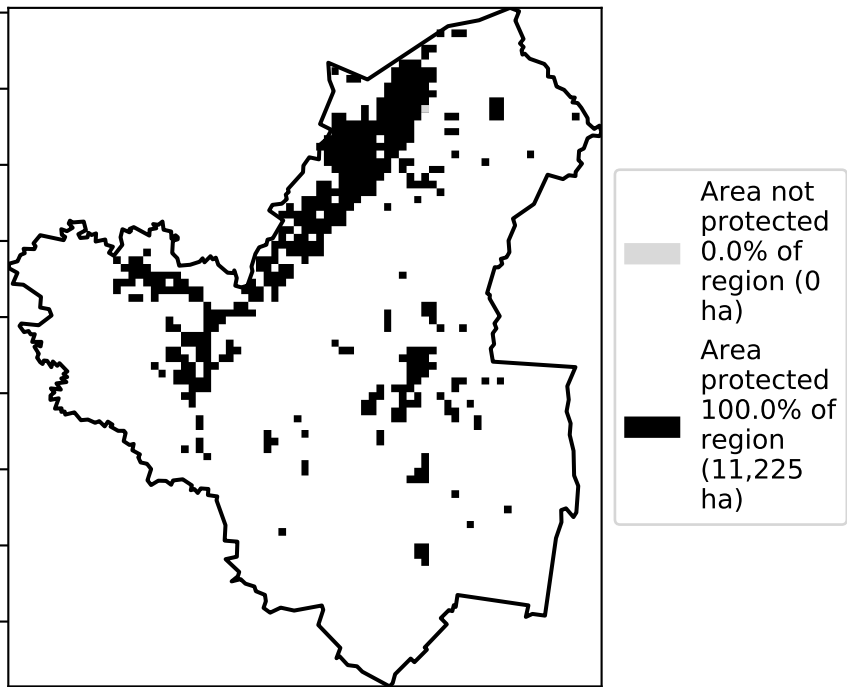 Area not
protected
0.0% of
region (0
ha)
Area
protected
100.0% of
region
(11,225
ha)